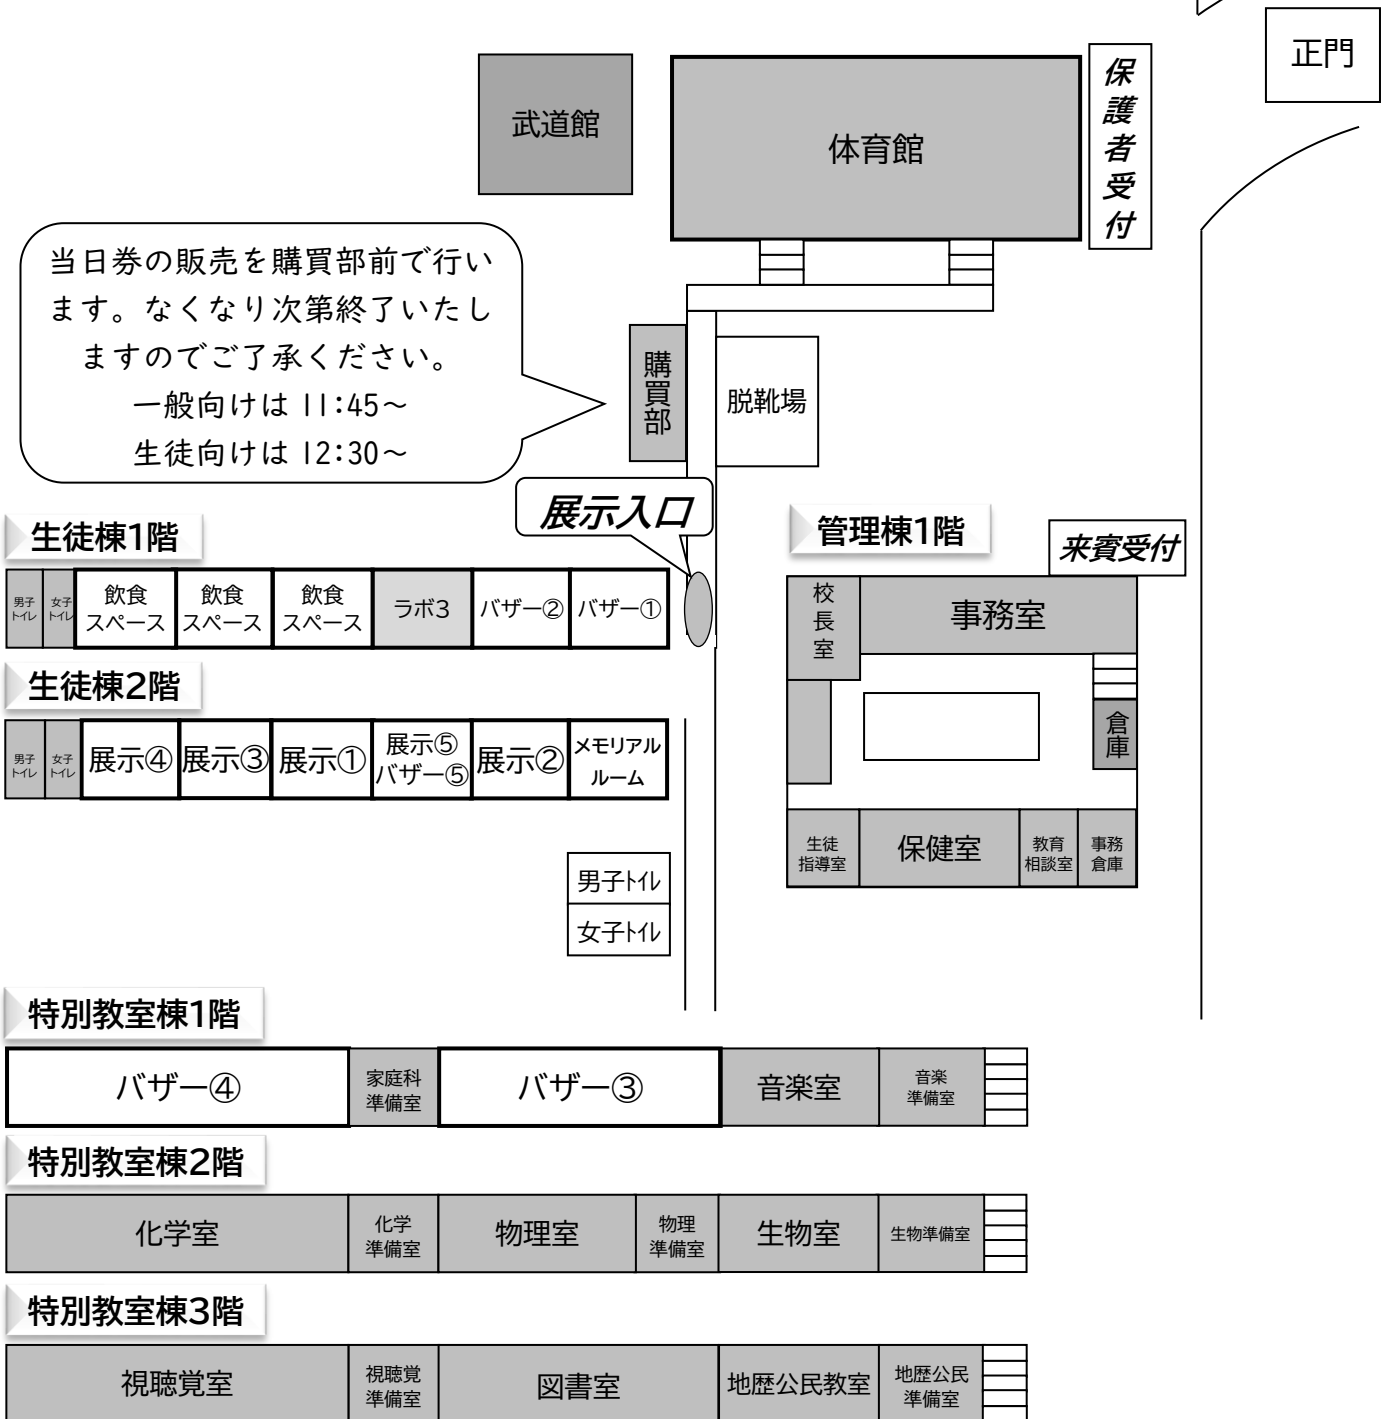 正門
保護者受付
武道館
体育館
当日券の販売を購買部前で行い
ます。なくなり次第終了いたし
ますのでご了承ください。
一般向けは 11:45～
生徒向けは 12:30～
購買部
脱靴場
展示入口
生徒棟1階
男子
トイレ
女子
トイレ
飲食
スペース
飲食
スペース
飲食
スペース
ラボ3
バザー②
バザー①
生徒棟2階
男子
トイレ
女子
トイレ
展示④
展示③
展示①
展示⑤
バザー⑤
展示②
メモリアル
ルーム
男子トイレ
女子トイレ
管理棟1階
来賓受付
校長室
事務室
倉庫
生徒
指導室
保健室
教育
相談室
事務
倉庫
特別教室棟1階
バザー④
家庭科
準備室
バザー③
音楽室
音楽
準備室
特別教室棟2階
化学室
化学
準備室
物理室
物理
準備室
生物室
生物準備室
特別教室棟3階
視聴覚室
視聴覚
準備室
図書室
地歴公民教室
地歴公民
準備室